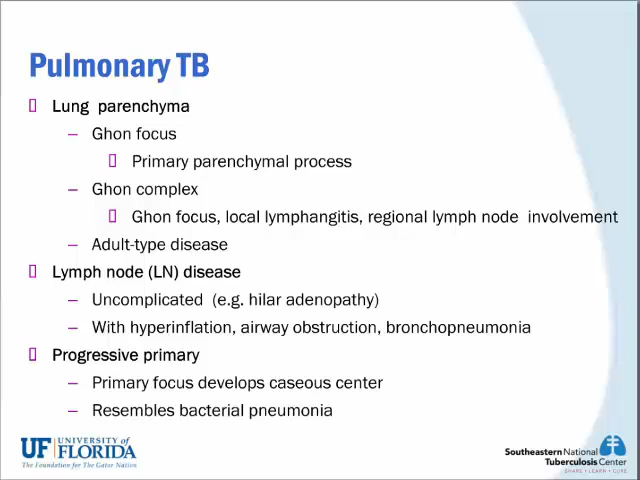 Pulmonary TB
Lung parenchyma
– Ghon focus
Primary parenchymal process
– Ghon complex
Ghon focus, local lymphangitis, regional lymph node involvement
– Adult-type disease
Lymph node (LN) disease
– Uncomplicated (e.g. hilar adenopathy)
– With hyperinflation, airway obstruction, bronchopneumonia
Progressive primary
– Primary focus develops caseous center
– Resembles bacterial pneumonia
UF UNIVERSITY of
FLORIDA
The Foundation for The Gator Nation
Southeastern National
Tuberculosis Center
SHARE • LEARN • CURE